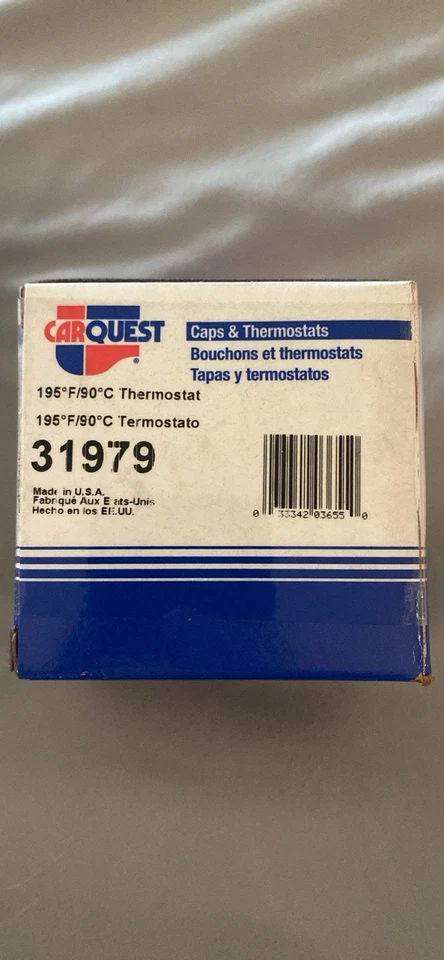 CARQUEST
Caps & Thermostats
Bouchons et thermostats
Tapas y termostatos
195°F/90°C Thermostat
195°F/90°C Termostato
31979
Made in U.S.A.
Fabriqué Aux Etats-Unis
Hecho en los EE.UU.
0 33342 03655 0